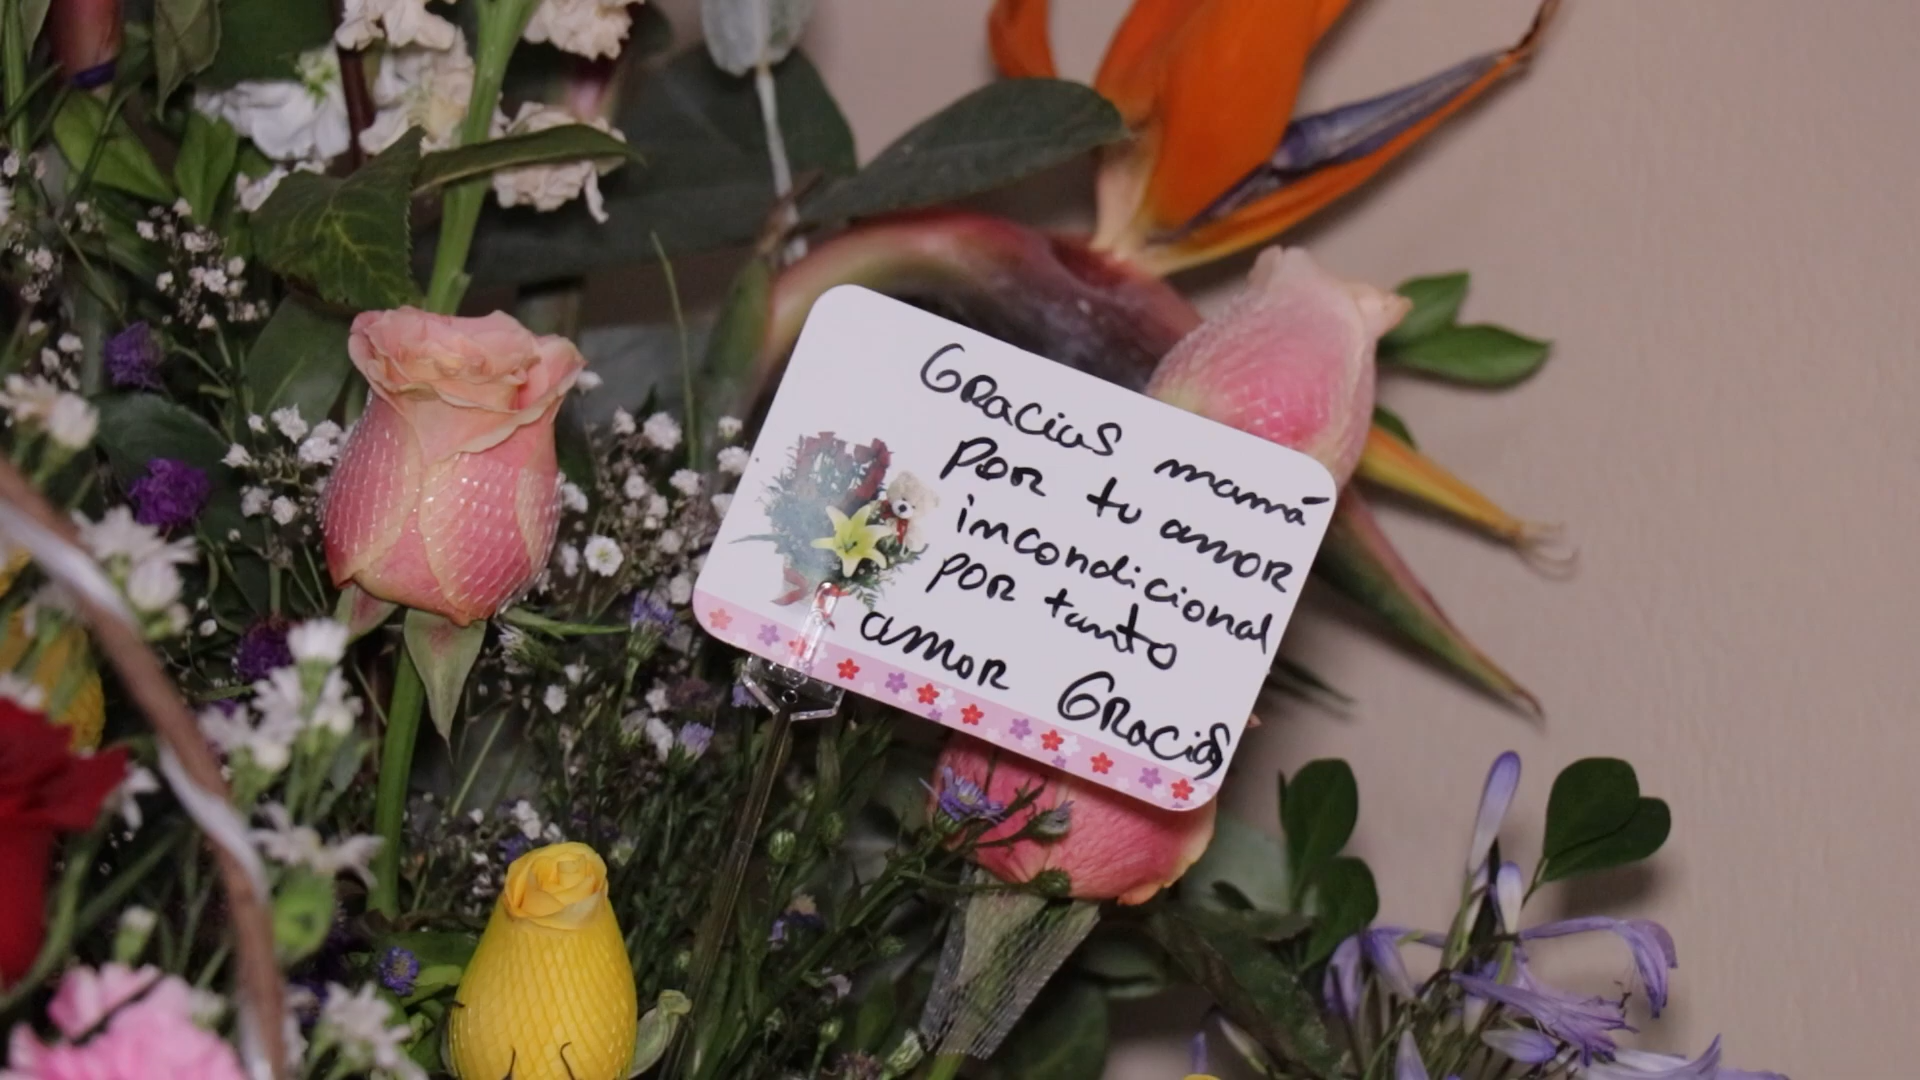 Gracias mamá
por tu amor
incondicional
por tanto
amor Gracias